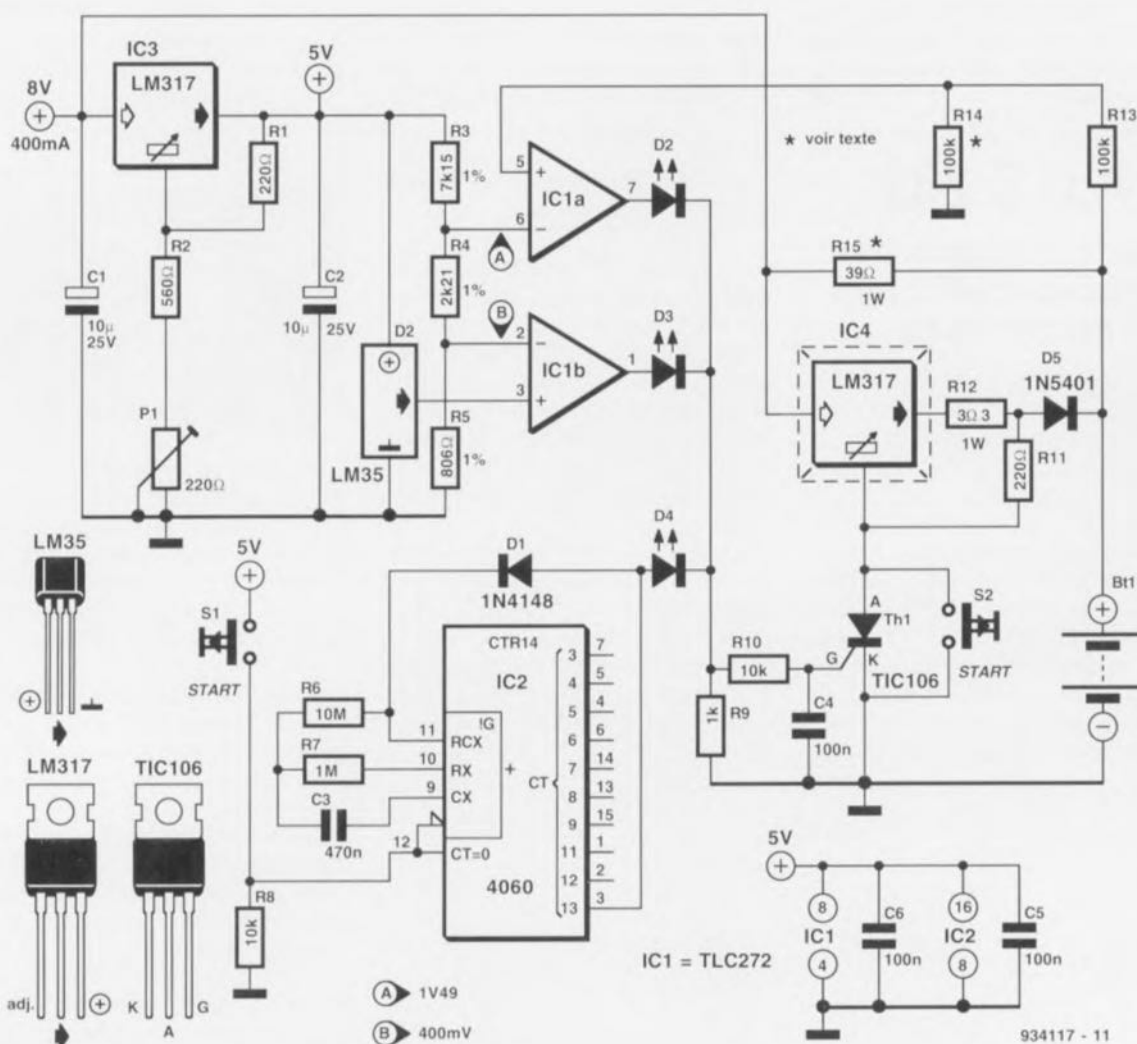 IC3
LM317
8V
400mA
5V
R1
220Ω
R2
560Ω
C1
10µ
25V
C2
10µ
25V
P1
220Ω
D2
LM35
R3
7k15
1%
R4
2k21
1%
R5
806Ω
1%
A
B
5
+
6
−
IC1a
7
D2
2
−
3
+
IC1b
1
D3
R14
100k
*
* voir texte
R13
100k
R15 *
39Ω
1W
IC4
LM317
R12
3Ω3
1W
D5
1N5401
R11
220Ω
D4
Bt1
+
−
A
Th1
G
K
TIC106
S2
START
R10
10k
R9
1k
C4
100n
LM35
LM317
adj.
TIC106
K
A
G
5V
S1
START
R8
10k
D1
1N4148
R6
10M
R7
1M
C3
470n
CTR14
IC2
!G
+
11
RCX
10
RX
9
CX
12
CT=0
4060
CT
3
7
4
5
5
4
6
6
7
14
8
13
9
15
11
1
12
2
13
3
A 1V49
B 400mV
5V
8
IC1
4
C6
100n
16
IC2
8
C5
100n
IC1 = TLC272
934117 - 11